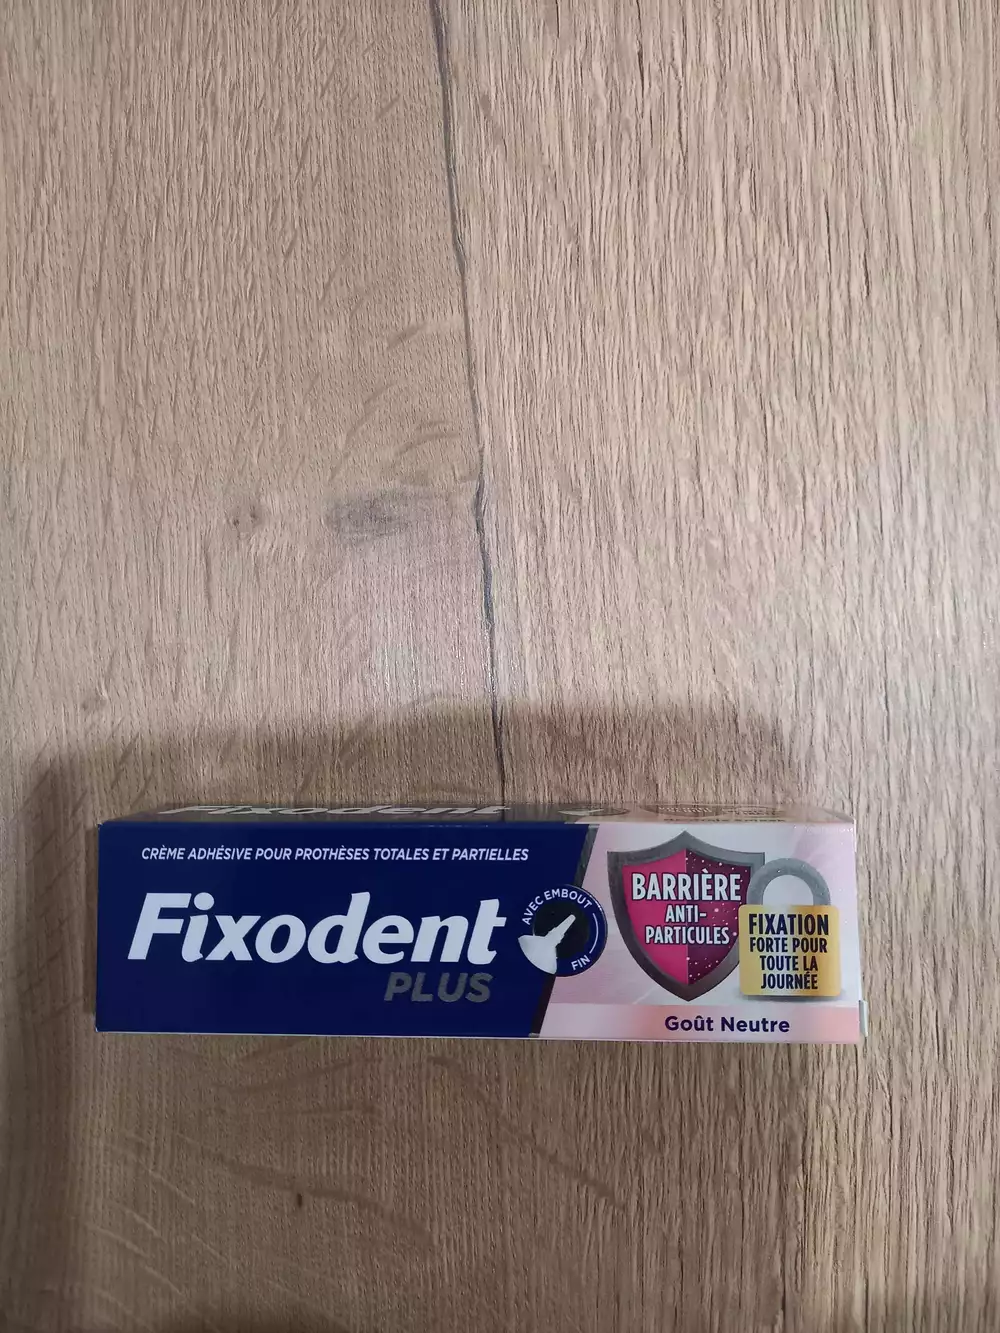 Fixodent
CRÈME ADHÉSIVE POUR PROTHÈSES TOTALES ET PARTIELLES
Fixodent
PLUS
AVEC EMBOUT
FIN
BARRIÈRE
ANTI-
PARTICULES
FIXATION
FORTE POUR
TOUTE LA
JOURNÉE
Goût Neutre